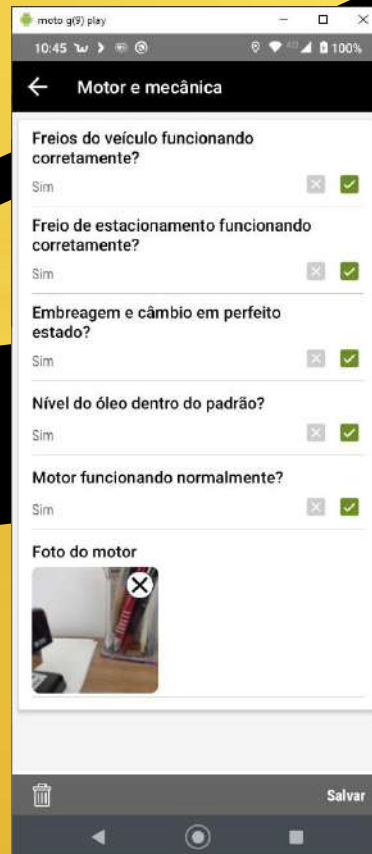 moto g(9) play
10:45
4G
100%
Motor e mecânica
Freios do veículo funcionando
corretamente?
Sim
Freio de estacionamento funcionando
corretamente?
Sim
Embreagem e câmbio em perfeito
estado?
Sim
Nível do óleo dentro do padrão?
Sim
Motor funcionando normalmente?
Sim
Foto do motor
Salvar